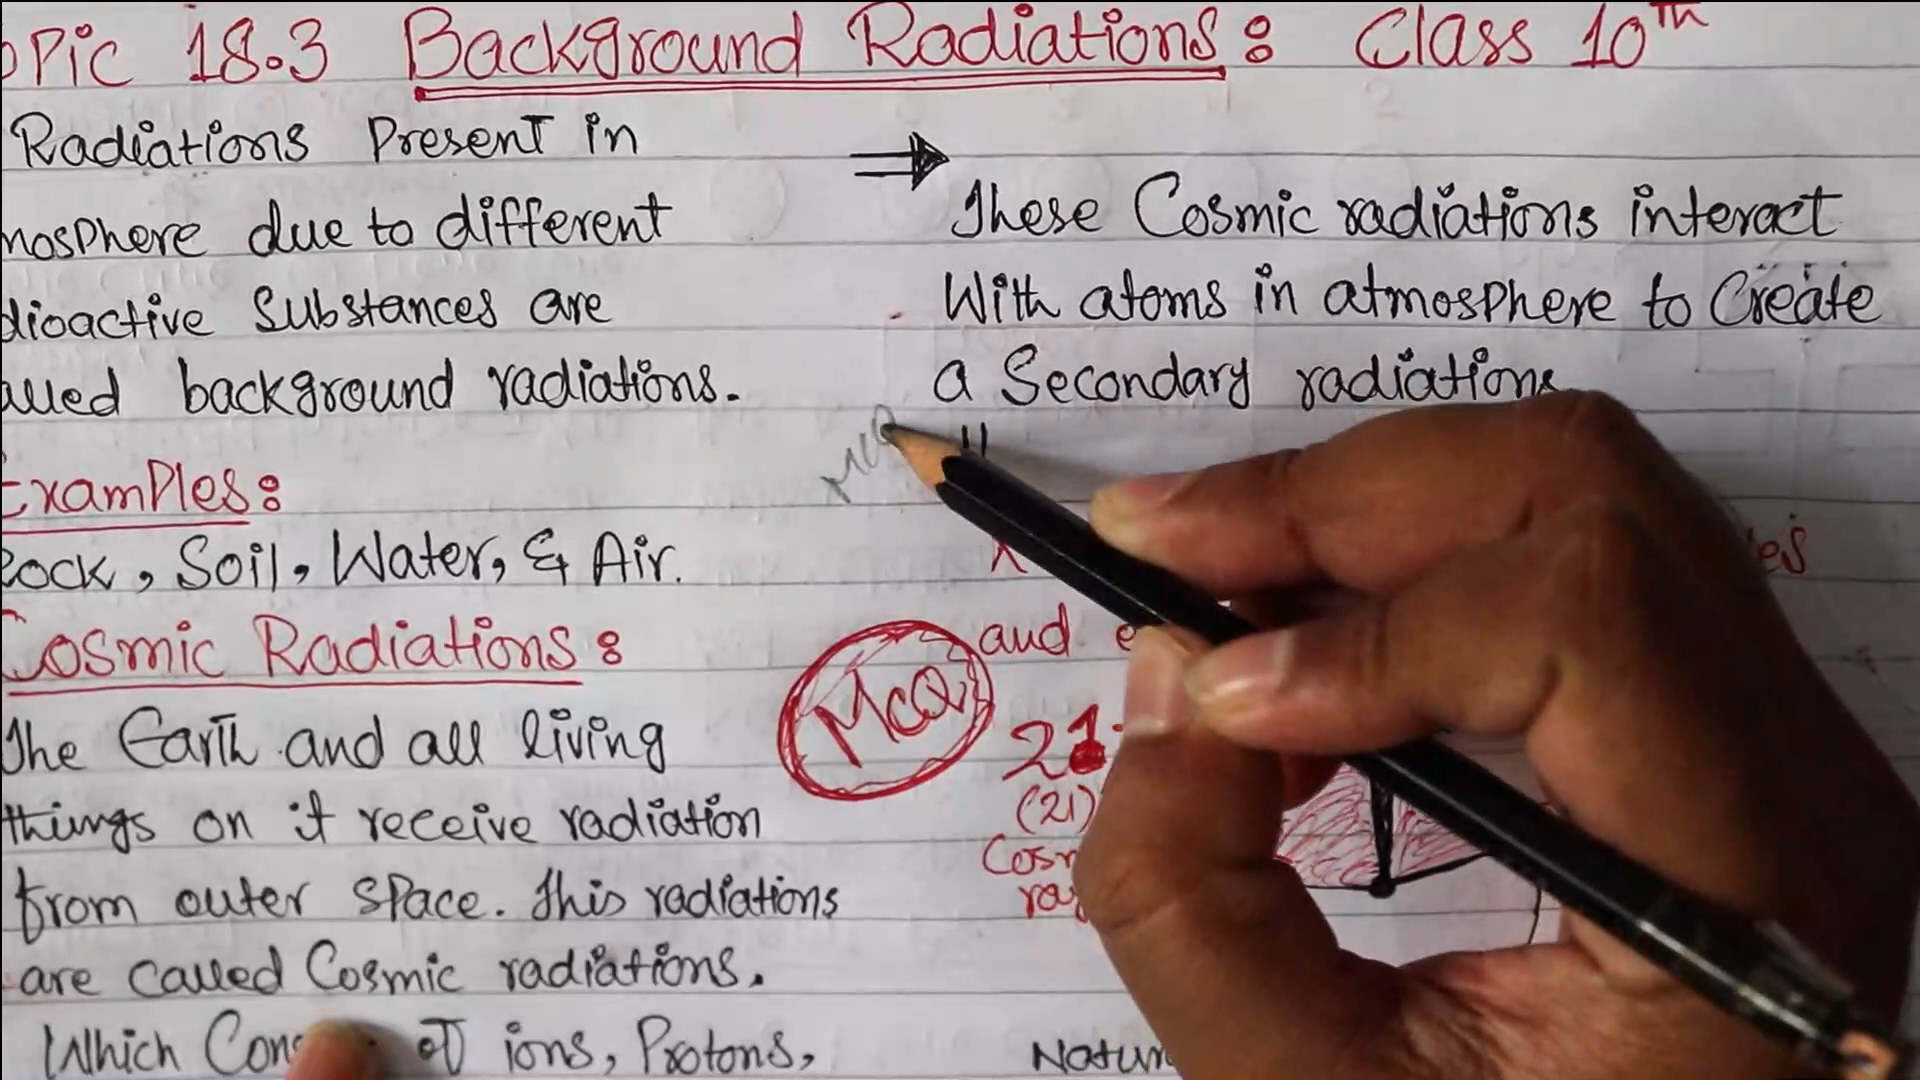 opic 18.3 Background Radiations: Class 10th
Radiations Present in
mosphere due to different
dioactive Substances are
alled background radiations.
Examples:
Rock, Soil, Water, & Air.
Cosmic Radiations:
The Earth and all living
things on it receive radiation
from outer space. This radiations
are called Cosmic radiations.
Which ions, Protons,
These Cosmic radiations interact
With atoms in atmosphere to Create
a Secondary radiations
and
MCQ
21
(21)